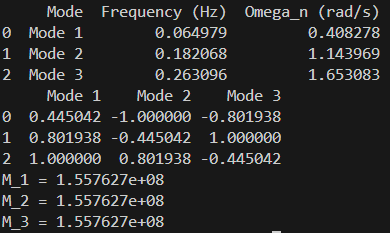 Mode Frequency (Hz) Omega_n (rad/s)
0 Mode 1 0.064979 0.408278
1 Mode 2 0.182068 1.143969
2 Mode 3 0.263096 1.653083
Mode 1 Mode 2 Mode 3
0 0.445042 -1.000000 -0.801938
1 0.801938 -0.445042 1.000000
2 1.000000 0.801938 -0.445042
M_1 = 1.557627e+08
M_2 = 1.557627e+08
M_3 = 1.557627e+08